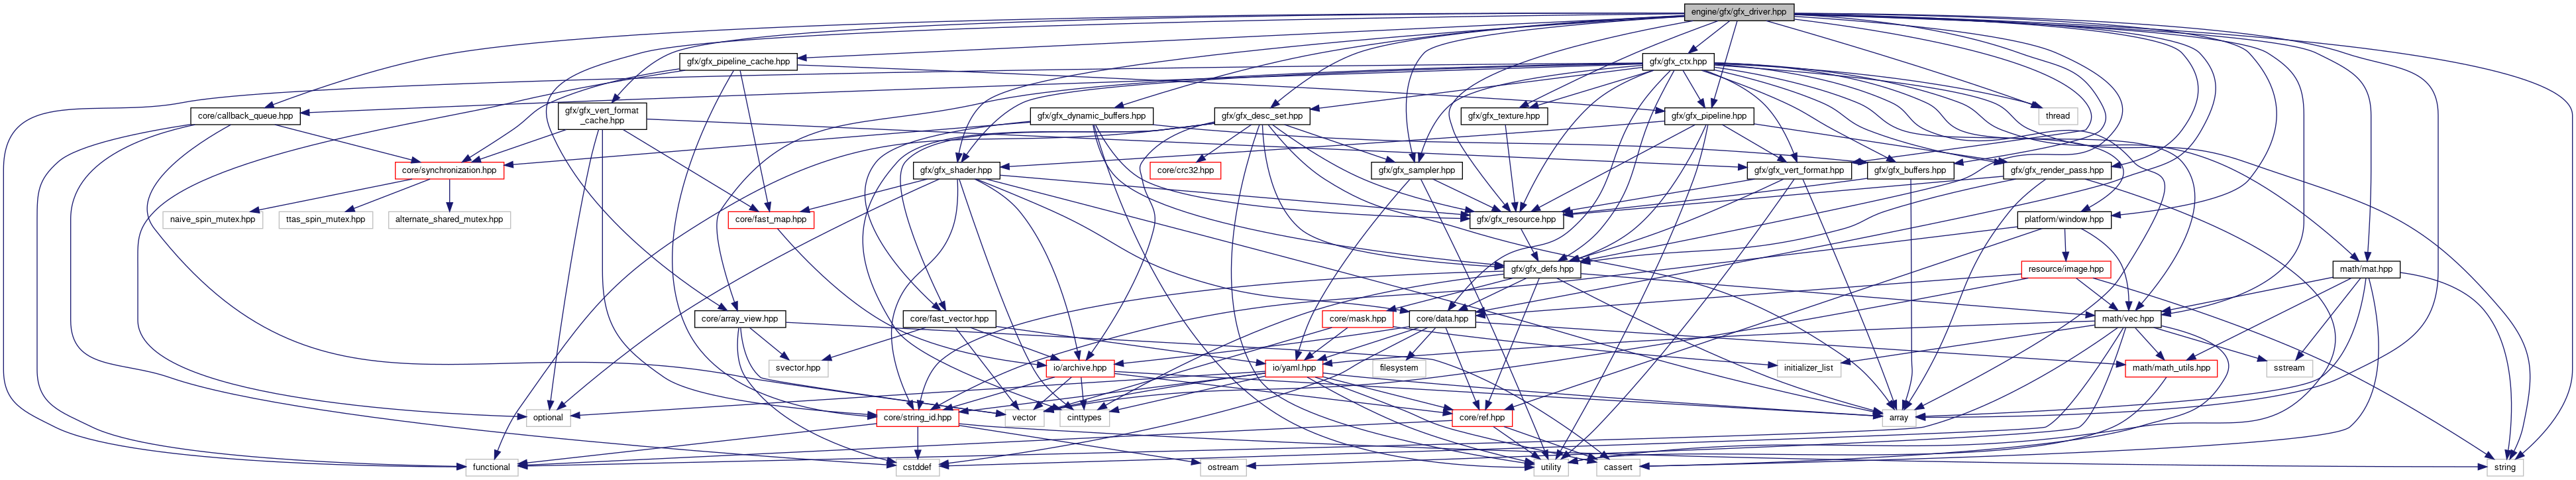 engine/gfx/gfx_driver.hpp
gfx/gfx_pipeline_cache.hpp
gfx/gfx_ctx.hpp
core/callback_queue.hpp
gfx/gfx_vert_format
_cache.hpp
gfx/gfx_dynamic_buffers.hpp
gfx/gfx_desc_set.hpp
gfx/gfx_texture.hpp
gfx/gfx_pipeline.hpp
thread
core/synchronization.hpp
gfx/gfx_shader.hpp
core/crc32.hpp
gfx/gfx_sampler.hpp
gfx/gfx_vert_format.hpp
gfx/gfx_buffers.hpp
gfx/gfx_render_pass.hpp
naive_spin_mutex.hpp
ttas_spin_mutex.hpp
alternate_shared_mutex.hpp
core/fast_map.hpp
gfx/gfx_resource.hpp
platform/window.hpp
gfx/gfx_defs.hpp
resource/image.hpp
math/mat.hpp
core/array_view.hpp
core/fast_vector.hpp
core/mask.hpp
core/data.hpp
math/vec.hpp
svector.hpp
io/archive.hpp
io/yaml.hpp
filesystem
initializer_list
math/math_utils.hpp
sstream
optional
core/string_id.hpp
vector
cinttypes
core/ref.hpp
array
functional
cstddef
ostream
utility
cassert
string